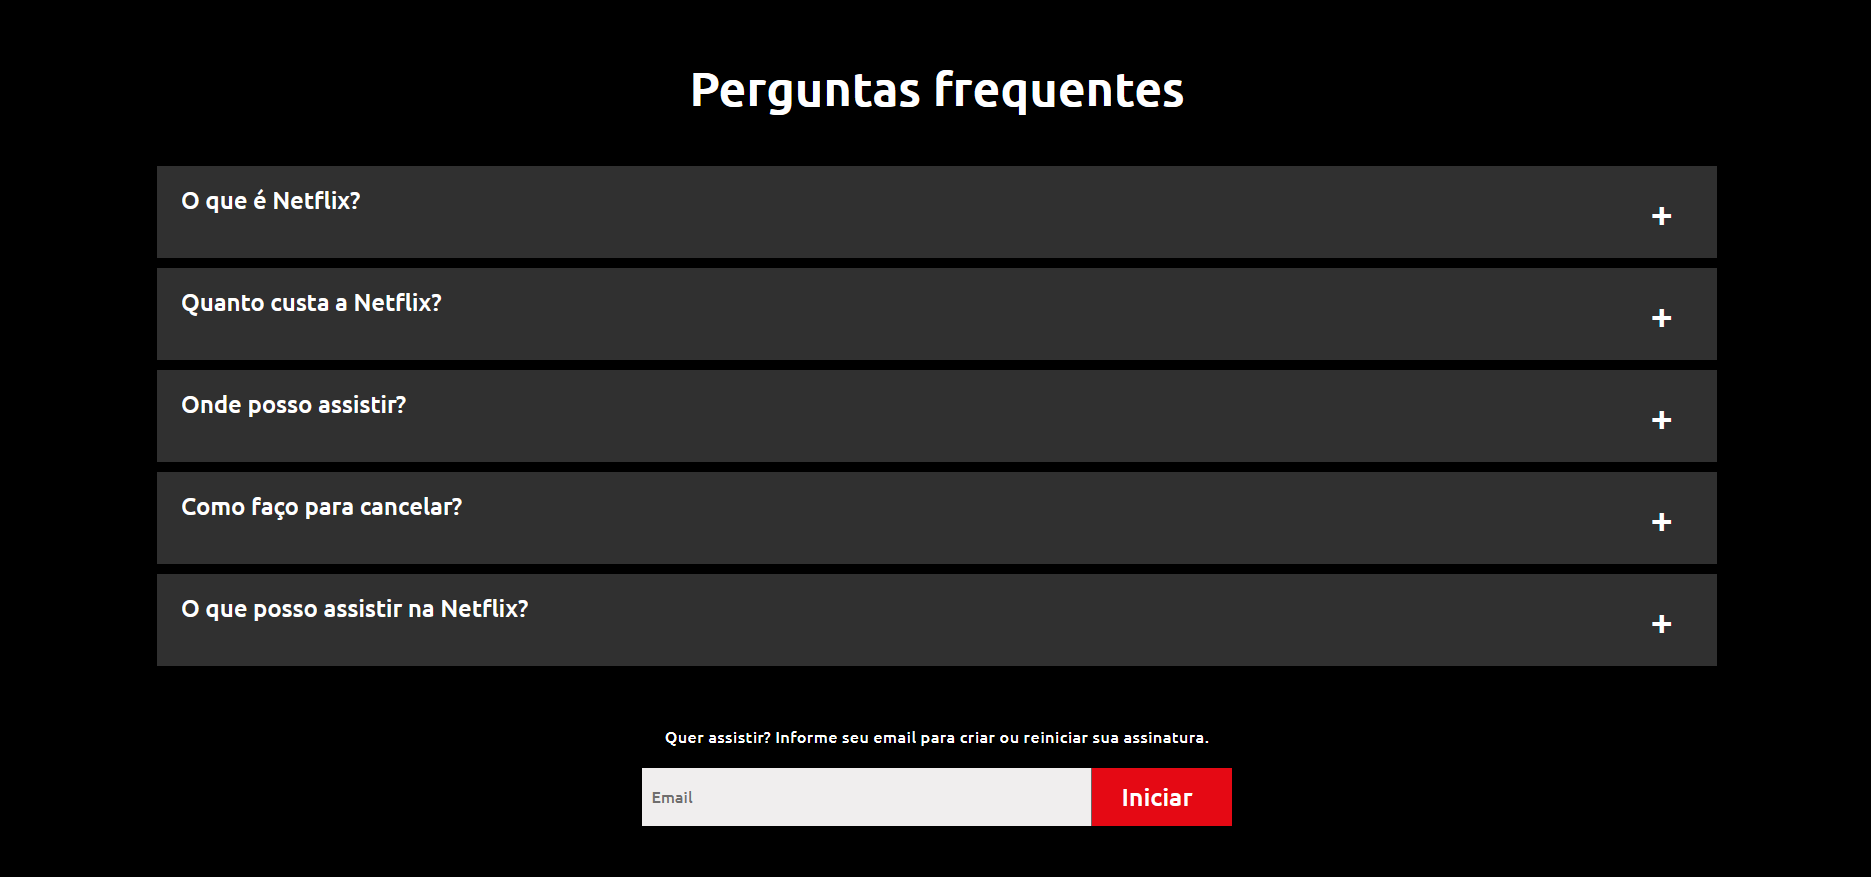 Perguntas frequentes
O que é Netflix?
+
Quanto custa a Netflix?
+
Onde posso assistir?
+
Como faço para cancelar?
+
O que posso assistir na Netflix?
+
Quer assistir? Informe seu email para criar ou reiniciar sua assinatura.
Email
Iniciar